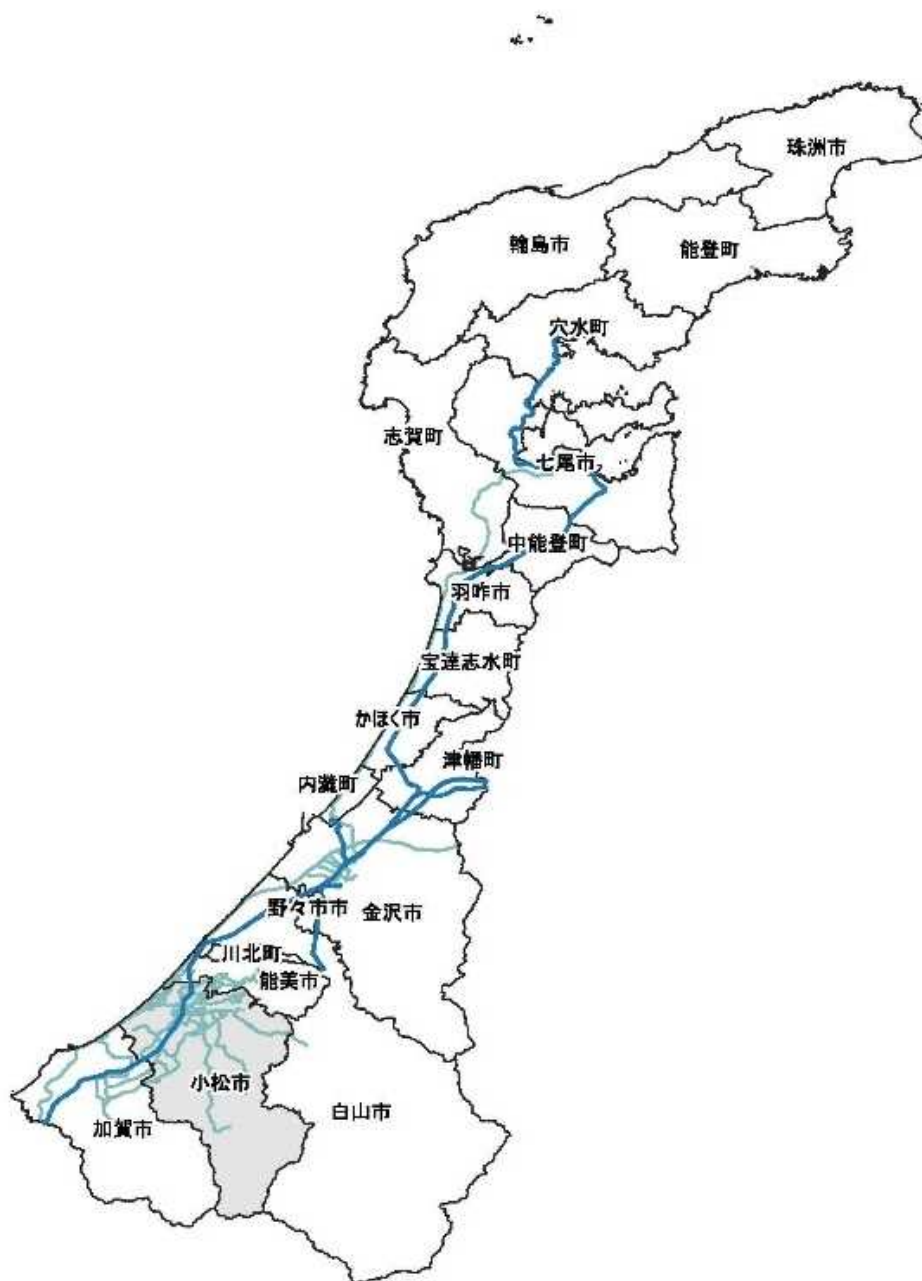 珠洲市
輪島市
能登町
穴水町
志賀町
七尾市
中能登町
羽咋市
宝達志水町
かほく市
津幡町
内灘町
野々市市
金沢市
川北町
能美市
小松市
白山市
加賀市